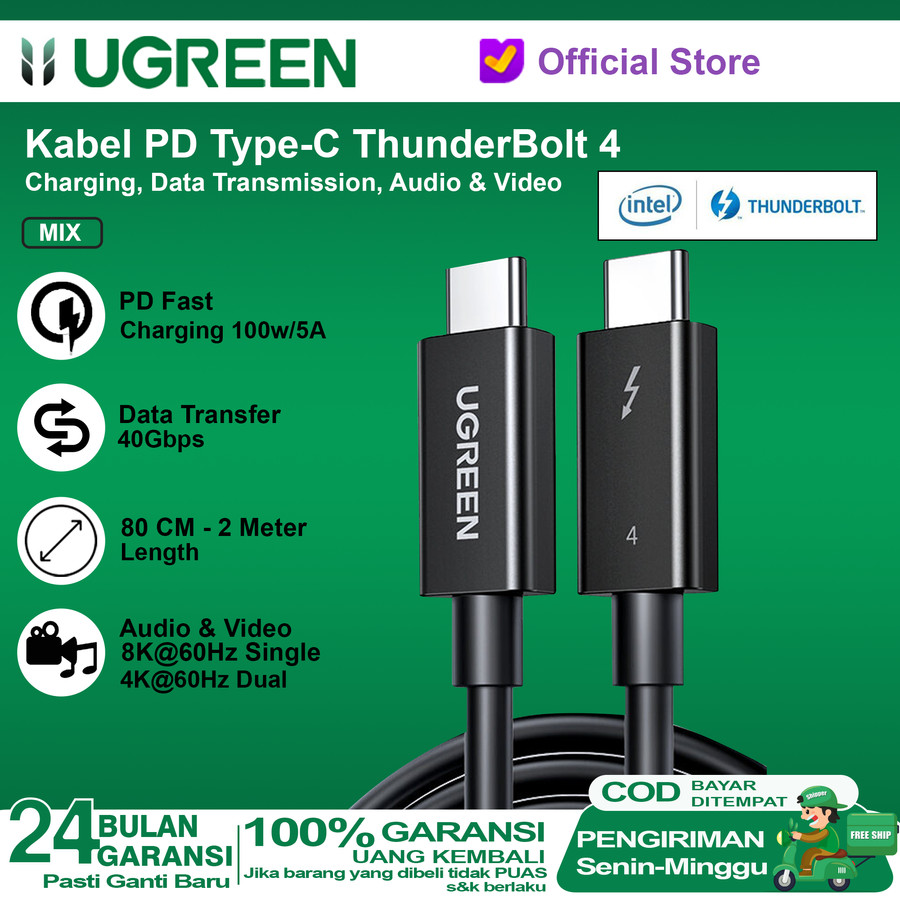 UGREEN
Official Store
Kabel PD Type-C ThunderBolt 4
Charging, Data Transmission, Audio & Video
intel
THUNDERBOLT™
MIX
PD Fast
Charging 100w/5A
Data Transfer
40Gbps
80 CM - 2 Meter
Length
Audio & Video
8K@60Hz Single
4K@60Hz Dual
UGREEN
4
24 BULAN
GARANSI
Pasti Ganti Baru
100% GARANSI
UANG KEMBALI
Jika barang yang dibeli tidak PUAS
s&k berlaku
COD BAYAR
DITEMPAT
PENGIRIMAN
Senin-Minggu
Shipper
FREE SHIP